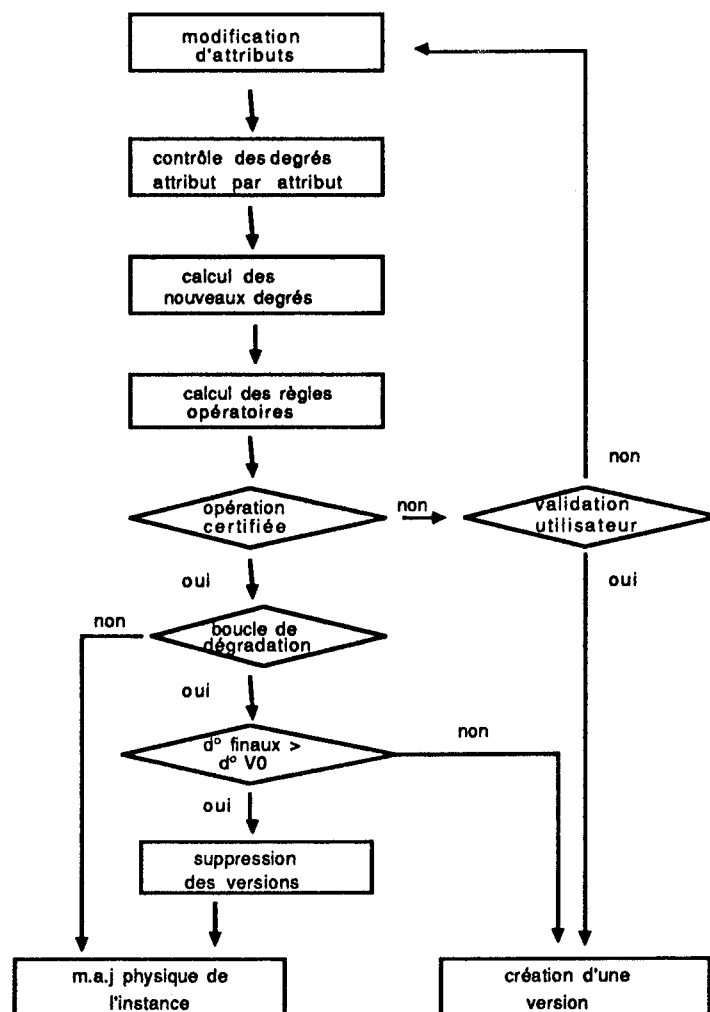 modification
d'attributs
contrôle des degrés
attribut par attribut
calcul des
nouveaux degrés
calcul des règles
opératoires
non
opération
certifiée
non
validation
utilisateur
oui
oui
non
boucle de
dégradation
oui
non
d° finaux >
d° V0
oui
suppression
des versions
m.a.j physique de
l'instance
création d'une
version